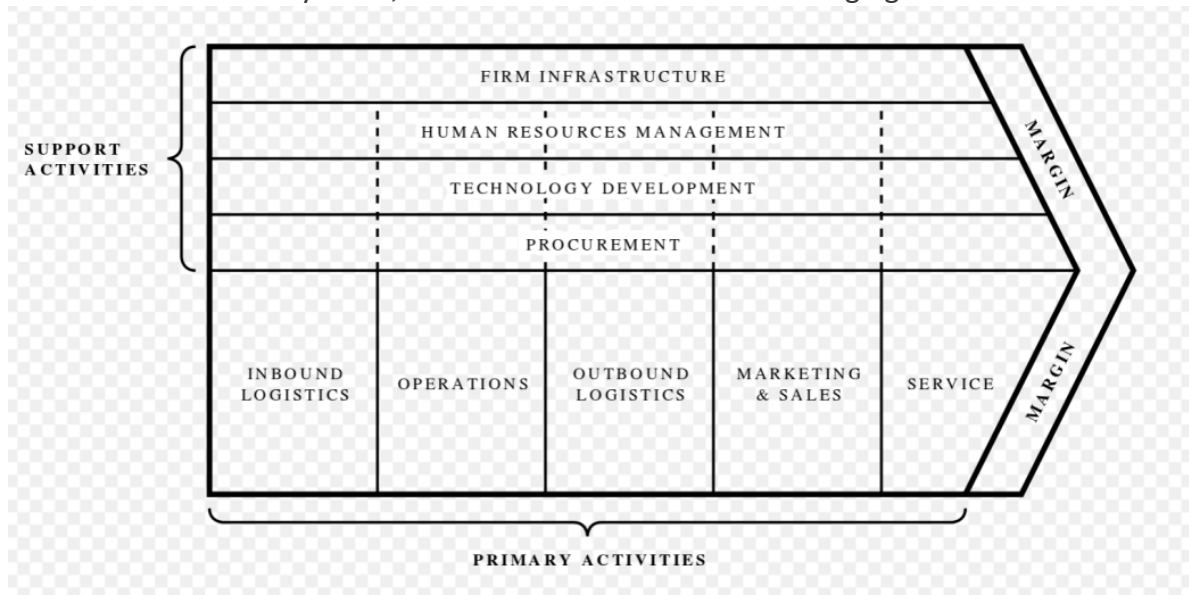 FIRM INFRASTRUCTURE
HUMAN RESOURCES MANAGEMENT
SUPPORT
ACTIVITIES
TECHNOLOGY DEVELOPMENT
PROCUREMENT
MARGIN
INBOUND
LOGISTICS
OPERATIONS
OUTBOUND
LOGISTICS
MARKETING
& SALES
SERVICE
MARGIN
PRIMARY ACTIVITIES